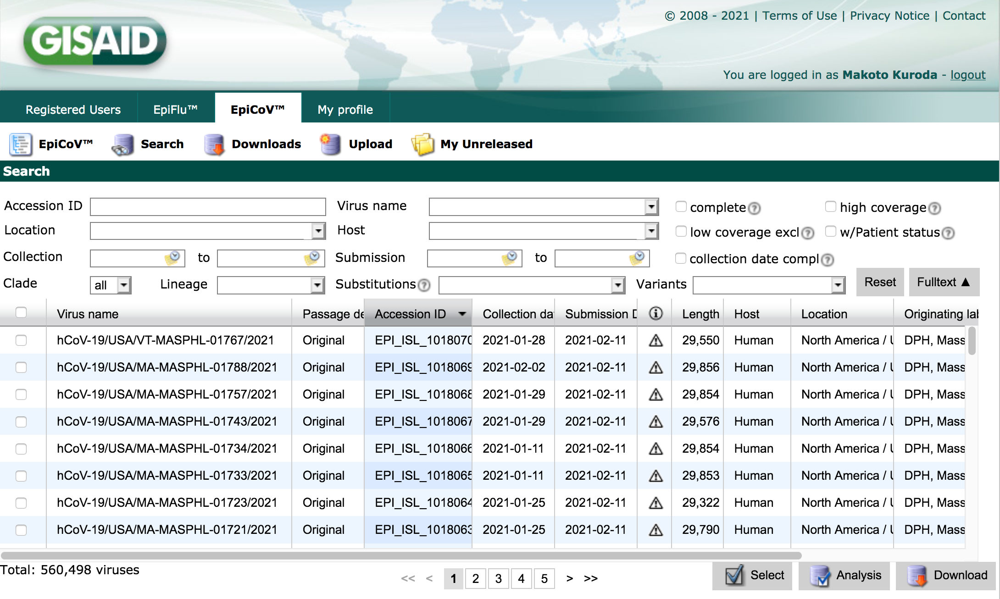 GISAID
© 2008 - 2021 | Terms of Use | Privacy Notice | Contact
You are logged in as Makoto Kuroda - logout
Registered Users EpiFlu™ EpiCoV™ My profile
EpiCoV™ Search Downloads Upload My Unreleased
Search
Accession ID Virus name complete ? high coverage ?
Location Host low coverage excl ? w/Patient status ?
Collection to Submission to collection date compl ?
Clade all Lineage Substitutions ? Variants Reset Fulltext ▲
Virus name Passage de Accession ID Collection da Submission D Length Host Location Originating lab
hCoV-19/USA/VT-MASPHL-01767/2021 Original EPI_ISL_1018070 2021-01-28 2021-02-11 29,550 Human North America / U DPH, Mass
hCoV-19/USA/MA-MASPHL-01788/2021 Original EPI_ISL_1018069 2021-02-02 2021-02-11 29,856 Human North America / U DPH, Mass
hCoV-19/USA/MA-MASPHL-01757/2021 Original EPI_ISL_1018068 2021-01-29 2021-02-11 29,854 Human North America / U DPH, Mass
hCoV-19/USA/MA-MASPHL-01743/2021 Original EPI_ISL_1018067 2021-01-29 2021-02-11 29,576 Human North America / U DPH, Mass
hCoV-19/USA/MA-MASPHL-01734/2021 Original EPI_ISL_1018066 2021-01-11 2021-02-11 29,854 Human North America / U DPH, Mass
hCoV-19/USA/MA-MASPHL-01733/2021 Original EPI_ISL_1018065 2021-01-11 2021-02-11 29,853 Human North America / U DPH, Mass
hCoV-19/USA/MA-MASPHL-01723/2021 Original EPI_ISL_1018064 2021-01-25 2021-02-11 29,322 Human North America / U DPH, Mass
hCoV-19/USA/MA-MASPHL-01721/2021 Original EPI_ISL_1018063 2021-01-25 2021-02-11 29,790 Human North America / U DPH, Mass
Total: 560,498 viruses << < 1 2 3 4 5 > >> Select Analysis Download